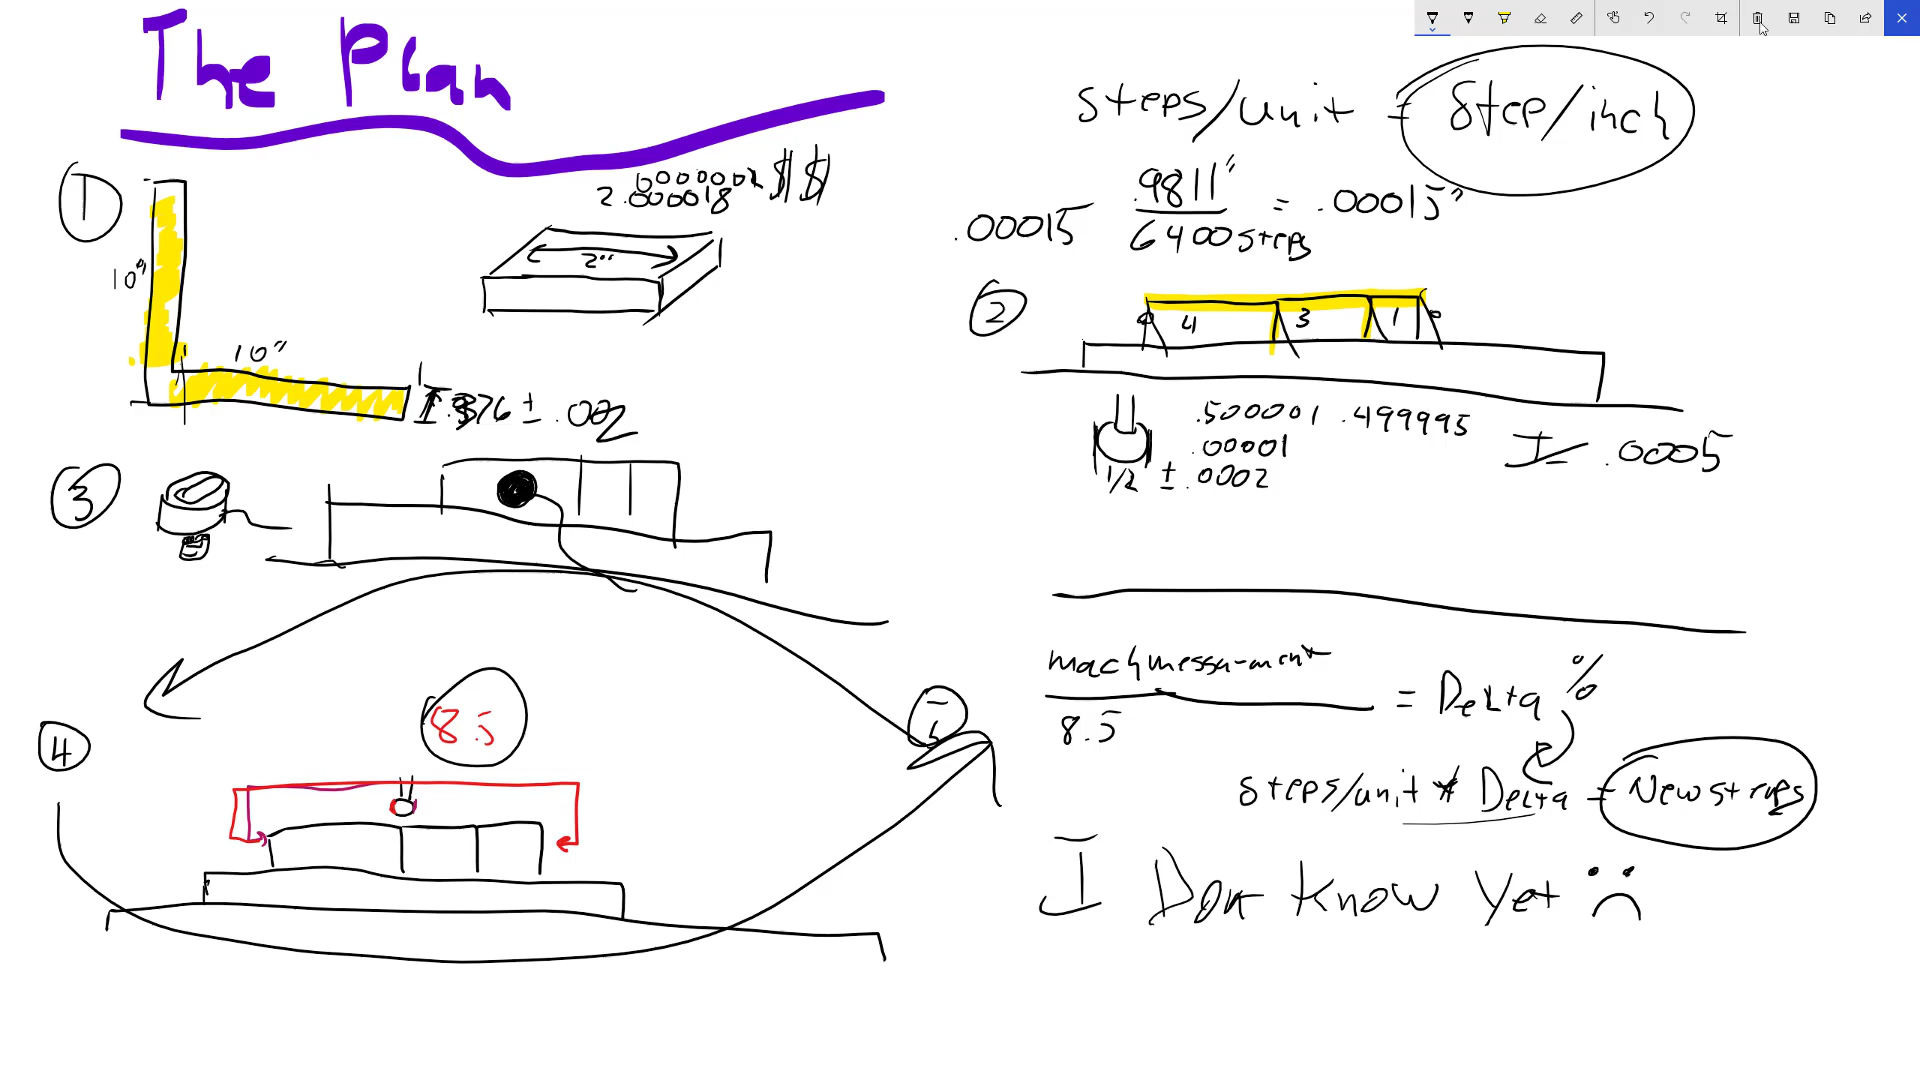 The Plan
steps/unit = Step/inch
①
10"
10"
.376 ± .002
2.000018
$$
2"
.00015
.9811" / 6400 steps = .00015"
②
4 3 1
.500001 .499995
.00001
1/2 ± .0002
.0005
③
④
8.5
5
/ 8.5 = Delta %
steps/unit * Delta = New steps
I Don't Know Yet :(